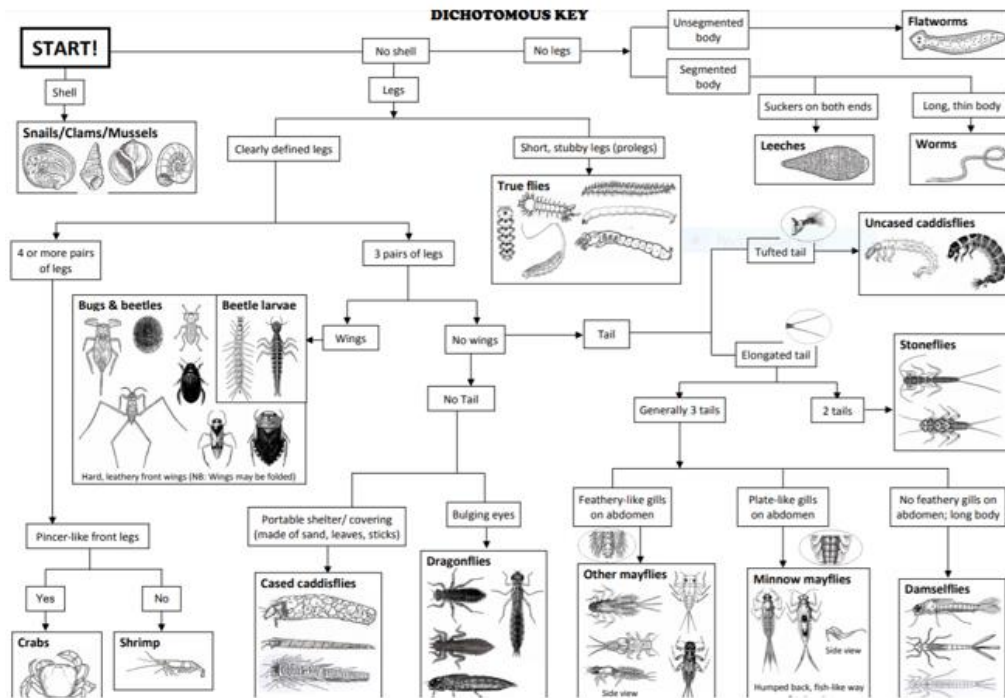 DICHOTOMOUS KEY
START!
No shell
No legs
Unsegmented
body
Flatworms
Shell
Legs
Segmented
body
Suckers on both ends
Long, thin body
Snails/Clams/Mussels
Clearly defined legs
Short, stubby legs (prolegs)
Leeches
Worms
True flies
4 or more pairs
of legs
3 pairs of legs
Tufted tail
Uncased caddisflies
Bugs & beetles
Beetle larvae
Wings
No wings
Tail
Elongated tail
Stoneflies
No Tail
Generally 3 tails
2 tails
Hard, leathery front wings (NB: Wings may be folded)
Pincer-like front legs
Portable shelter/ covering
(made of sand, leaves, sticks)
Bulging eyes
Feathery-like gills
on abdomen
Plate-like gills
on abdomen
No feathery gills on
abdomen; long body
Yes
No
Cased caddisflies
Dragonflies
Other mayflies
Minnow mayflies
Damselflies
Crabs
Shrimp
Side view
Side view
Humped back, fish-like way